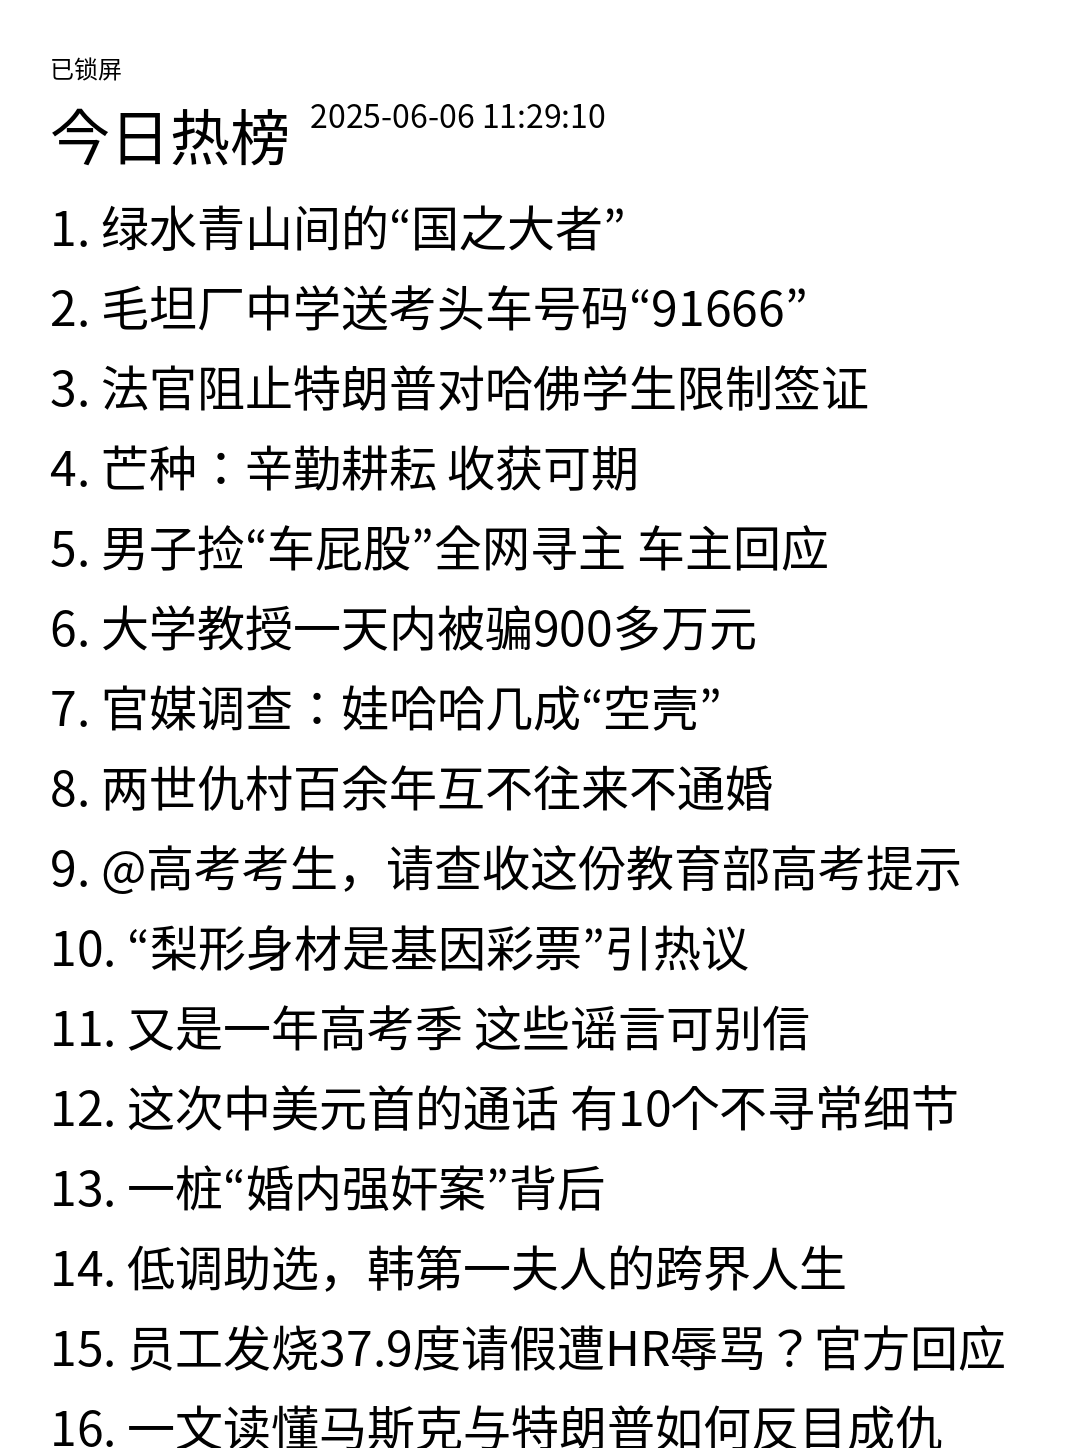 已锁屏
今日热榜 2025-06-06 11:29:10
1. 绿水青山间的“国之大者”
2. 毛坦厂中学送考头车号码“91666”
3. 法官阻止特朗普对哈佛学生限制签证
4. 芒种：辛勤耕耘 收获可期
5. 男子捡“车屁股”全网寻主 车主回应
6. 大学教授一天内被骗900多万元
7. 官媒调查：娃哈哈几成“空壳”
8. 两世仇村百余年互不往来不通婚
9. @高考考生，请查收这份教育部高考提示
10. “梨形身材是基因彩票”引热议
11. 又是一年高考季 这些谣言可别信
12. 这次中美元首的通话 有10个不寻常细节
13. 一桩“婚内强奸案”背后
14. 低调助选，韩第一夫人的跨界人生
15. 员工发烧37.9度请假遭HR辱骂？官方回应
16. 一文读懂马斯克与特朗普如何反目成仇